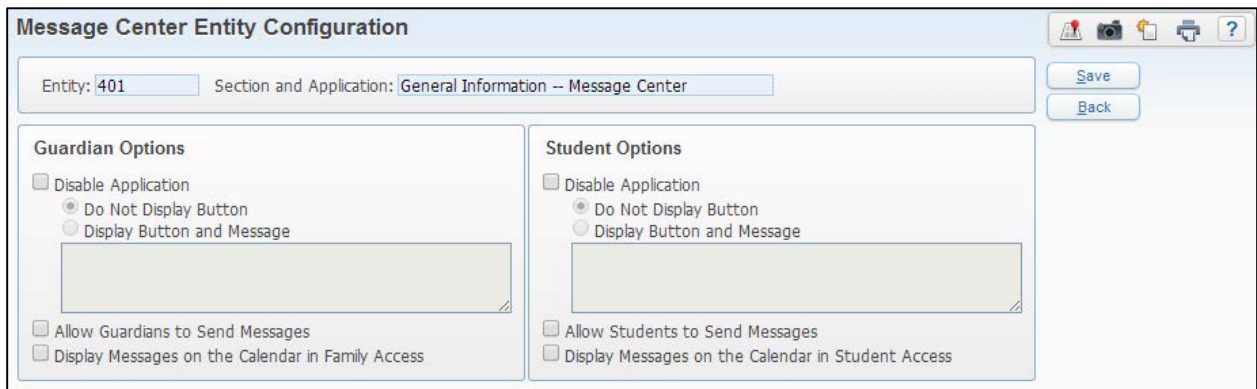 Message Center Entity Configuration
?
Entity: 401 Section and Application: General Information -- Message Center
Save
Back
Guardian Options
Disable Application
Do Not Display Button
Display Button and Message
Allow Guardians to Send Messages
Display Messages on the Calendar in Family Access
Student Options
Disable Application
Do Not Display Button
Display Button and Message
Allow Students to Send Messages
Display Messages on the Calendar in Student Access